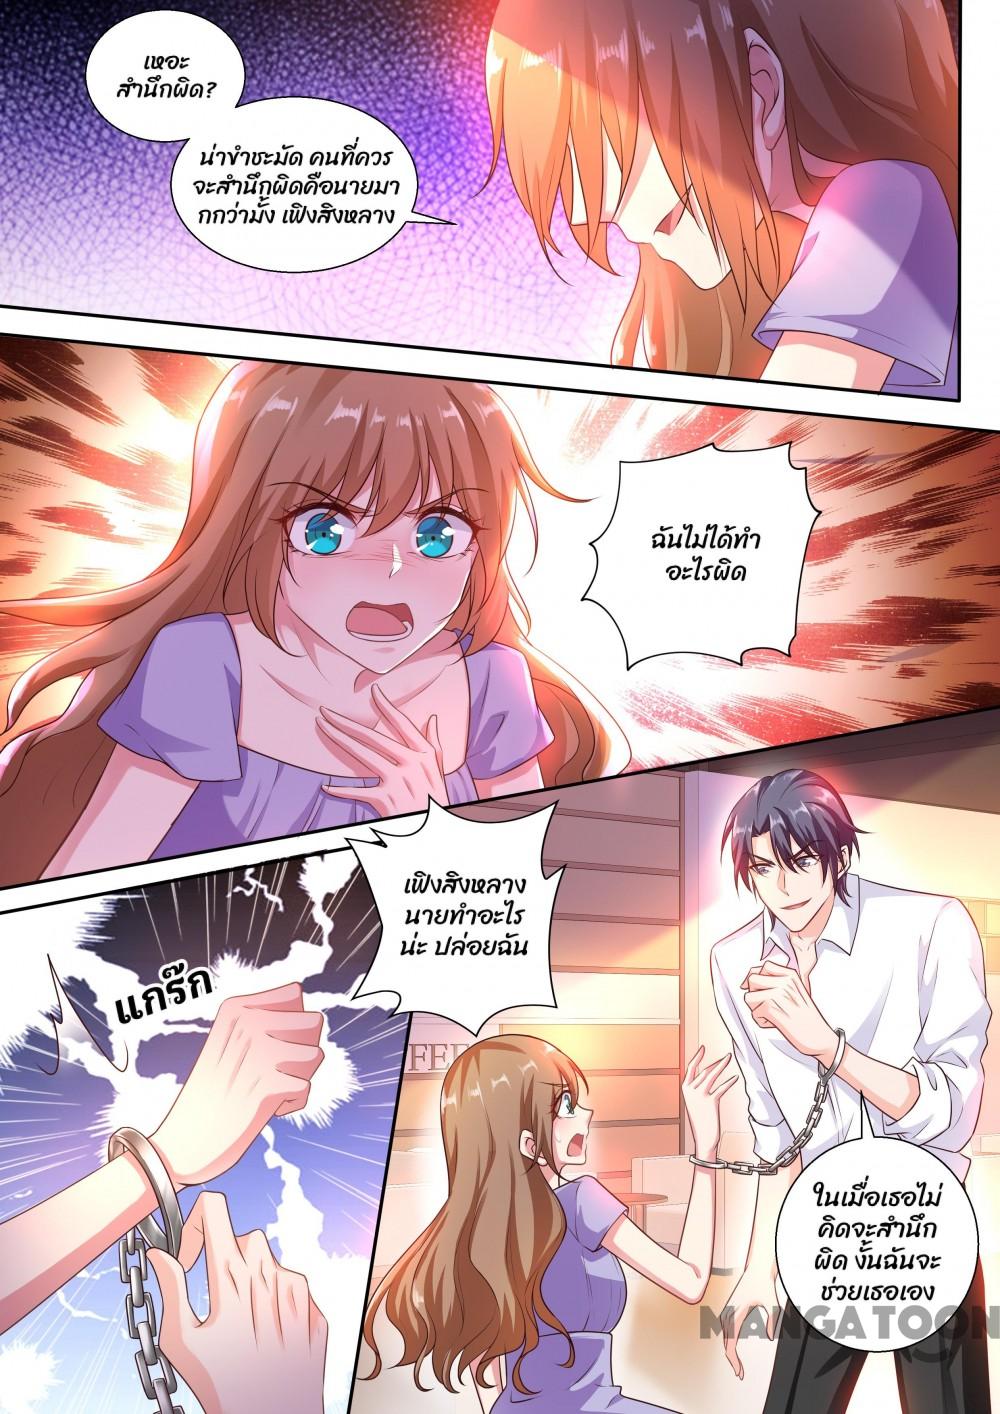 เหอะ
สำนึกผิด?
น่าขำชะมัด คนที่ควร
จะสำนึกผิดคือนายมา
กกว่ามั้ง เฟิงสิงหลาง
ฉันไม่ได้ทำ
อะไรผิด
เฟิงสิงหลาง
นายทำอะไร
น่ะ ปล่อยฉัน
แกร๊ก
FFEE
ในเมื่อเธอไม่
คิดจะสำนึก
ผิด งั้นฉันจะ
ช่วยเธอเอง
MANGATOON